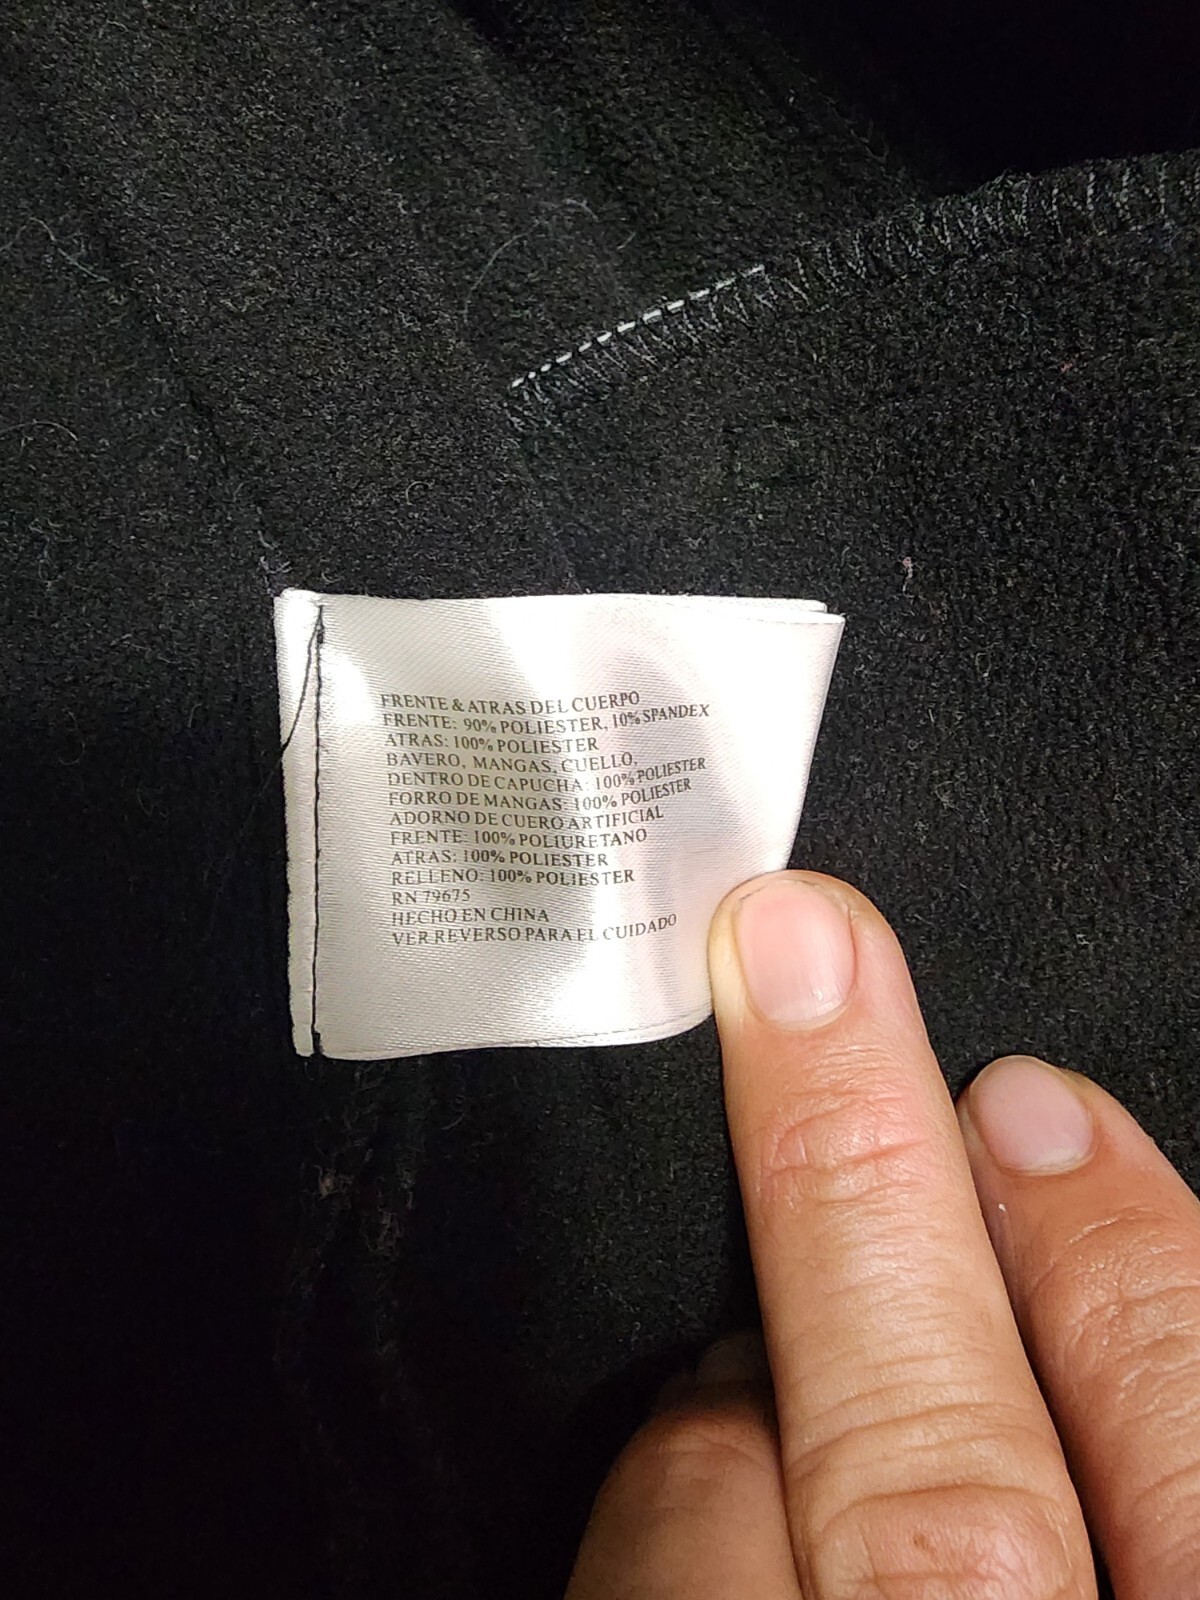 FRENTE & ATRAS DEL CUERPO
FRENTE: 90% POLIESTER, 10% SPANDEX
ATRAS: 100% POLIESTER
BAVERO, MANGAS, CUELLO,
DENTRO DE CAPUCHA: 100% POLIESTER
FORRO DE MANGAS: 100% POLIESTER
ADORNO DE CUERO ARTIFICIAL
FRENTE: 100% POLIURETANO
ATRAS: 100% POLIESTER
RELLENO: 100% POLIESTER
RN 79675
HECHO EN CHINA
VER REVERSO PARA EL CUIDADO